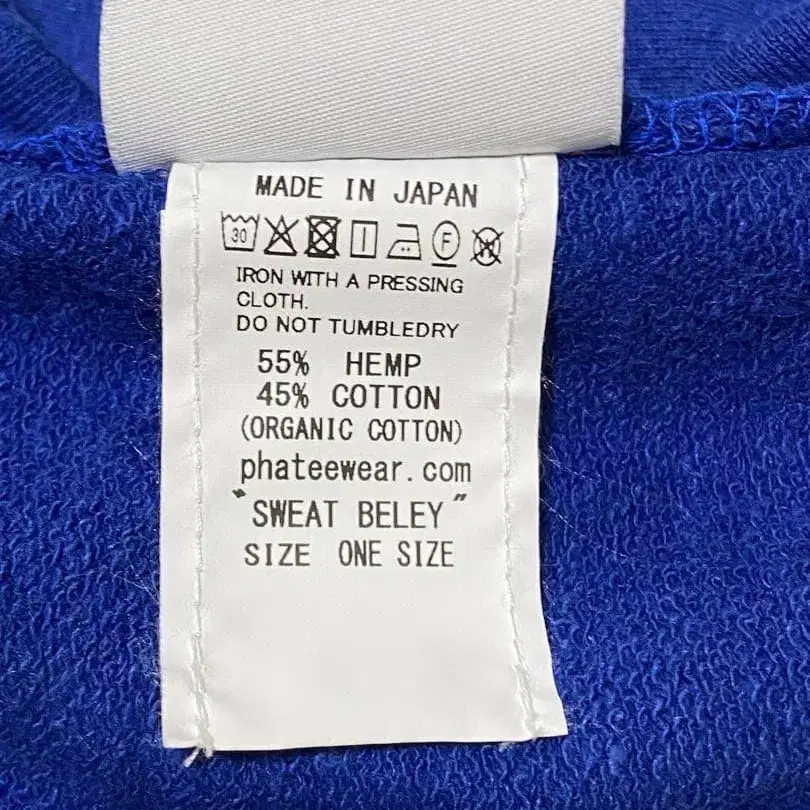 MADE IN JAPAN
30 F W
IRON WITH A PRESSING
CLOTH.
DO NOT TUMBLEDRY
55% HEMP
45% COTTON
(ORGANIC COTTON)
phateewear.com
"SWEAT BELEY"
SIZE ONE SIZE